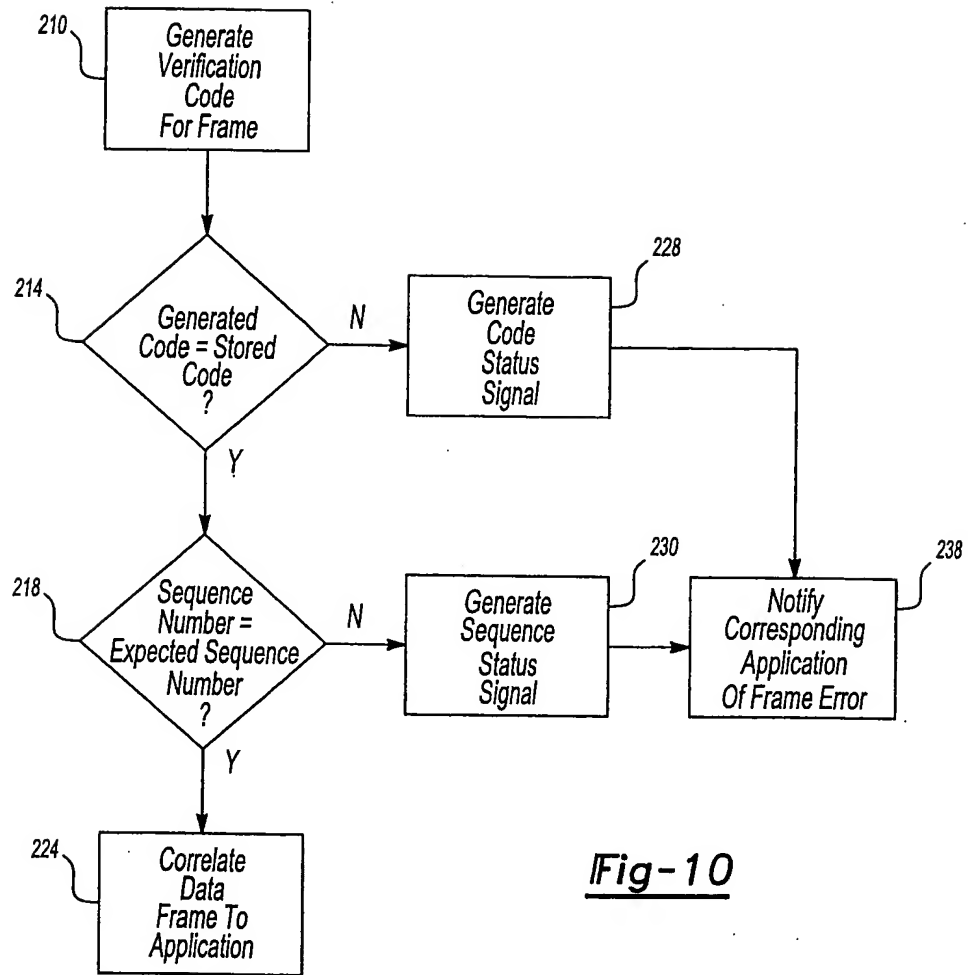 210
Generate
Verification
Code
For Frame
214
Generated
Code = Stored
Code
?
N
228
Generate
Code
Status
Signal
Y
218
Sequence
Number =
Expected Sequence
Number
?
N
230
Generate
Sequence
Status
Signal
238
Notify
Corresponding
Application
Of Frame Error
Y
224
Correlate
Data
Frame To
Application
Fig-10